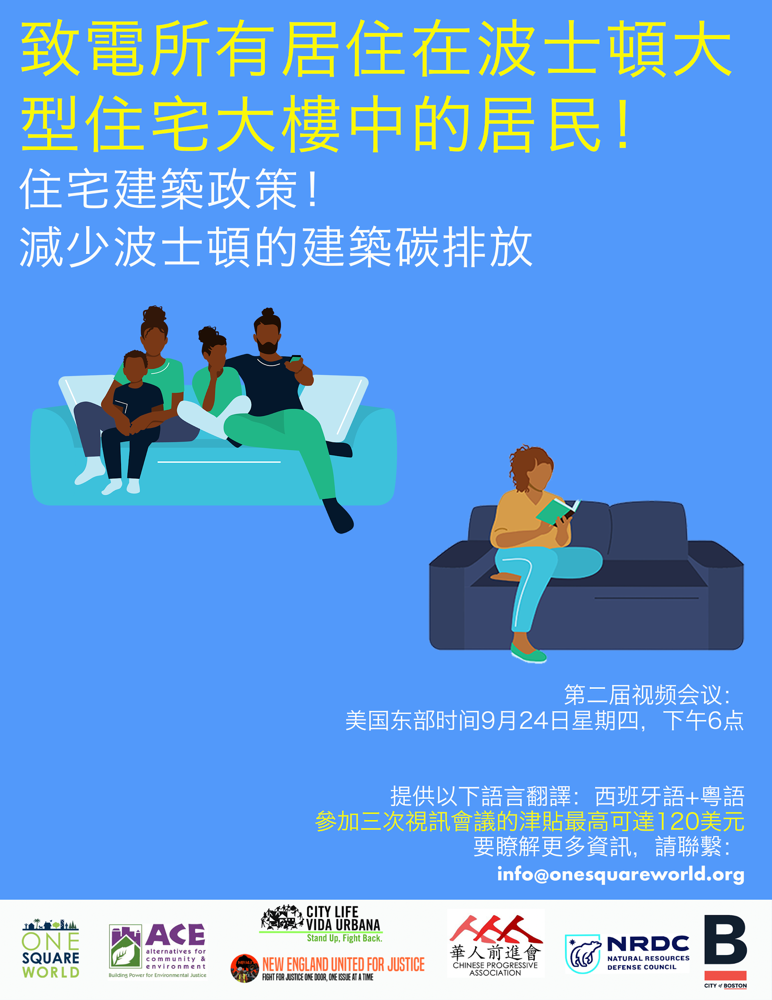 致電所有居住在波士頓大
型住宅大樓中的居民！
住宅建築政策！
減少波士頓的建築碳排放
第二届视频会议：
美国东部时间9月24日星期四，下午6点
提供以下語言翻譯：西班牙語+粵語
參加三次視訊會議的津貼最高可達120美元
要瞭解更多資訊，請聯繫：
info@onesquareworld.org
ONE
SQUARE
WORLD
ACE
alternatives for
community &
environment
Building Power for Environmental Justice
CITY LIFE
VIDA URBANA
Stand Up, Fight Back.
NEU4J
NEW ENGLAND UNITED FOR JUSTICE
FIGHT FOR JUSTICE ONE DOOR, ONE ISSUE AT A TIME
華人前進會
CHINESE PROGRESSIVE
ASSOCIATION
NRDC
NATURAL RESOURCES
DEFENSE COUNCIL
B
CITY of BOSTON